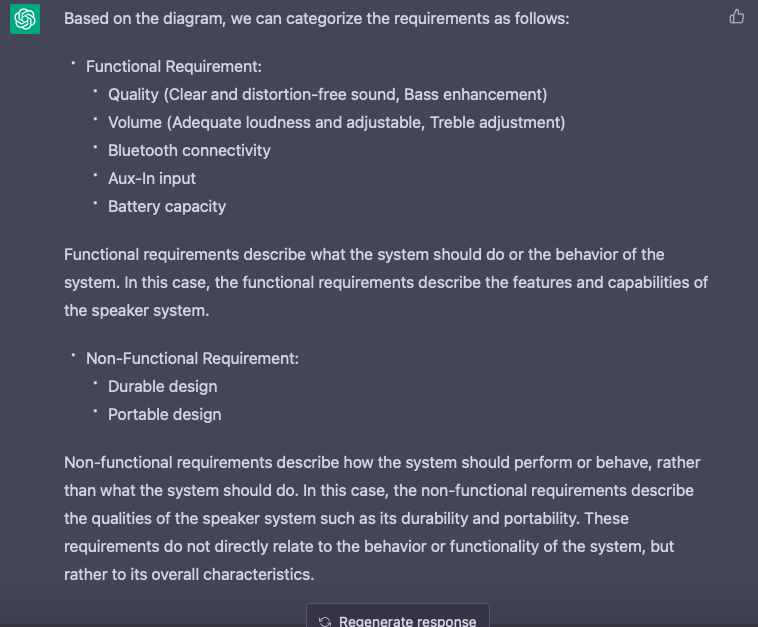 Based on the diagram, we can categorize the requirements as follows:
• Functional Requirement:
• Quality (Clear and distortion-free sound, Bass enhancement)
• Volume (Adequate loudness and adjustable, Treble adjustment)
• Bluetooth connectivity
• Aux-In input
• Battery capacity
Functional requirements describe what the system should do or the behavior of the
system. In this case, the functional requirements describe the features and capabilities of
the speaker system.
• Non-Functional Requirement:
• Durable design
• Portable design
Non-functional requirements describe how the system should perform or behave, rather
than what the system should do. In this case, the non-functional requirements describe
the qualities of the speaker system such as its durability and portability. These
requirements do not directly relate to the behavior or functionality of the system, but
rather to its overall characteristics.
Regenerate response